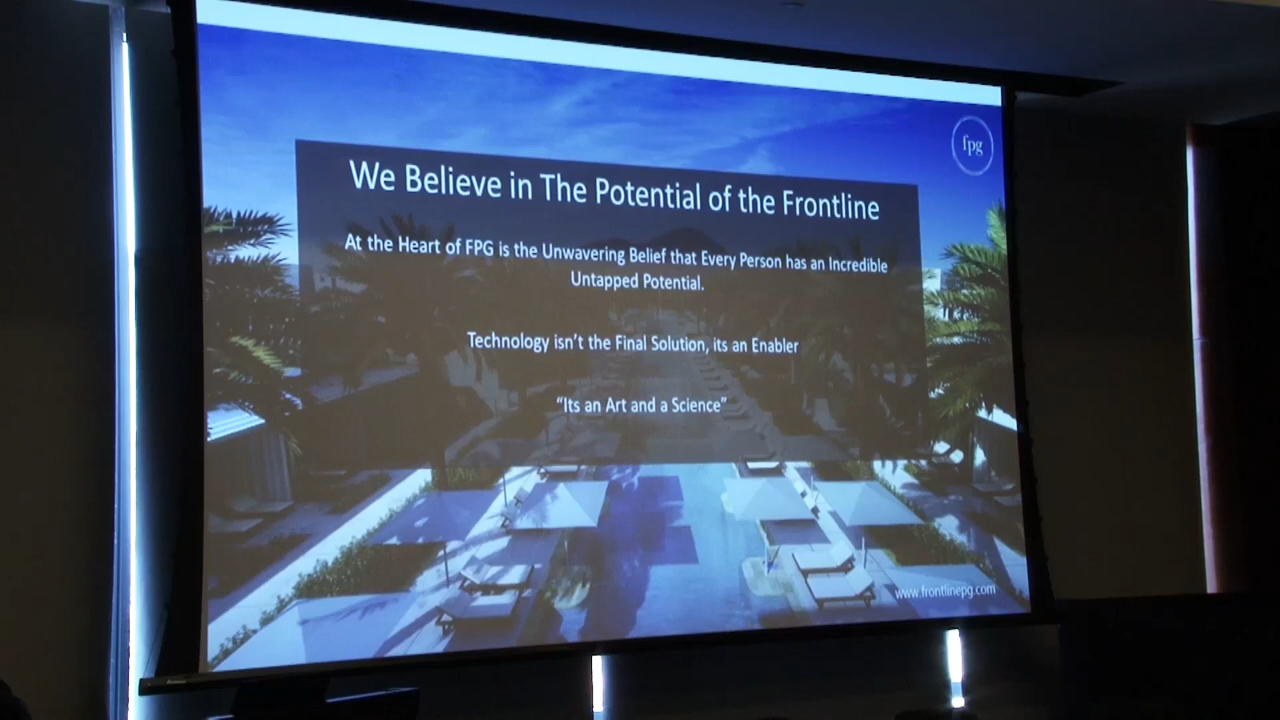 fpg
We Believe in The Potential of the Frontline
At the Heart of FPG is the Unwavering Belief that Every Person has an Incredible
Untapped Potential.
Technology isn't the Final Solution, its an Enabler
“Its an Art and a Science”
www.frontlinepg.com